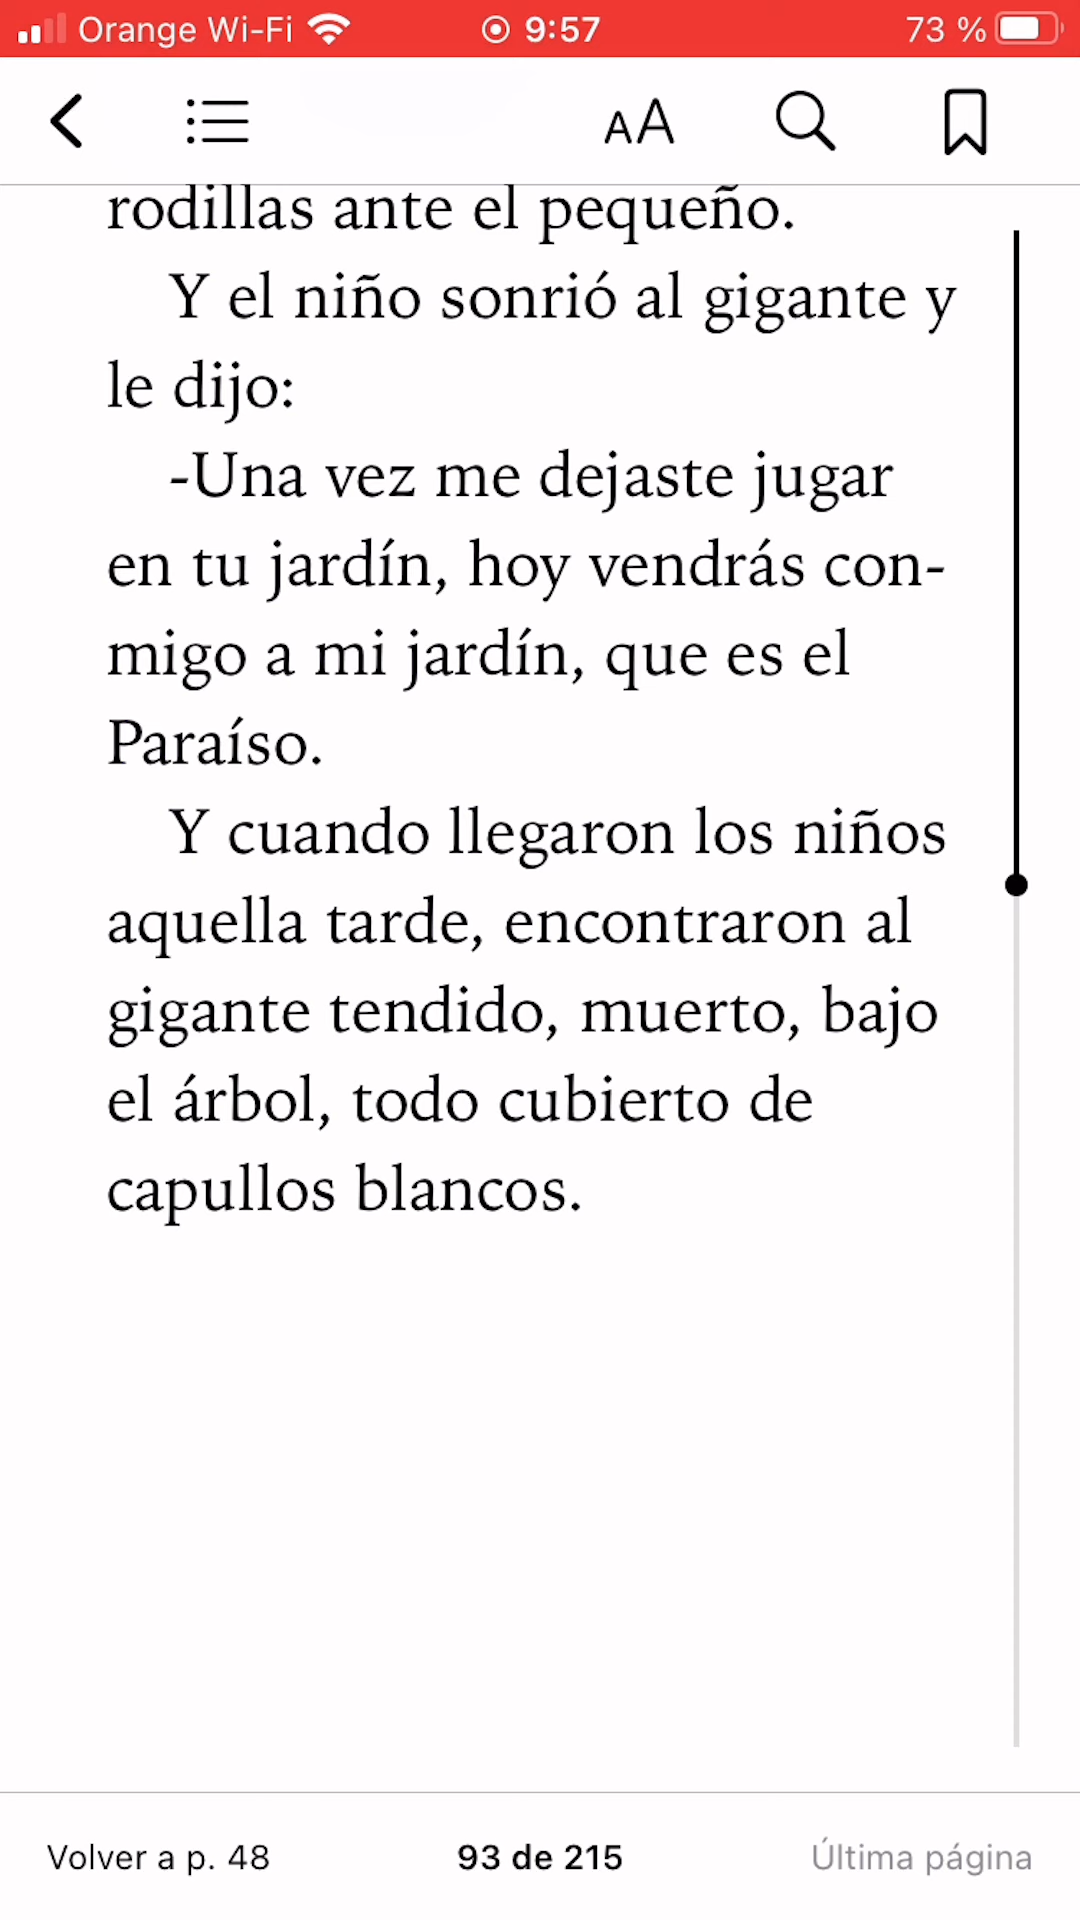 Orange Wi-Fi 9:57 73 %
AA
rodillas ante el pequeño.
Y el niño sonrió al gigante y
le dijo:
-Una vez me dejaste jugar
en tu jardín, hoy vendrás con-
migo a mi jardín, que es el
Paraíso.
Y cuando llegaron los niños
aquella tarde, encontraron al
gigante tendido, muerto, bajo
el árbol, todo cubierto de
capullos blancos.
Volver a p. 48 93 de 215 Última página